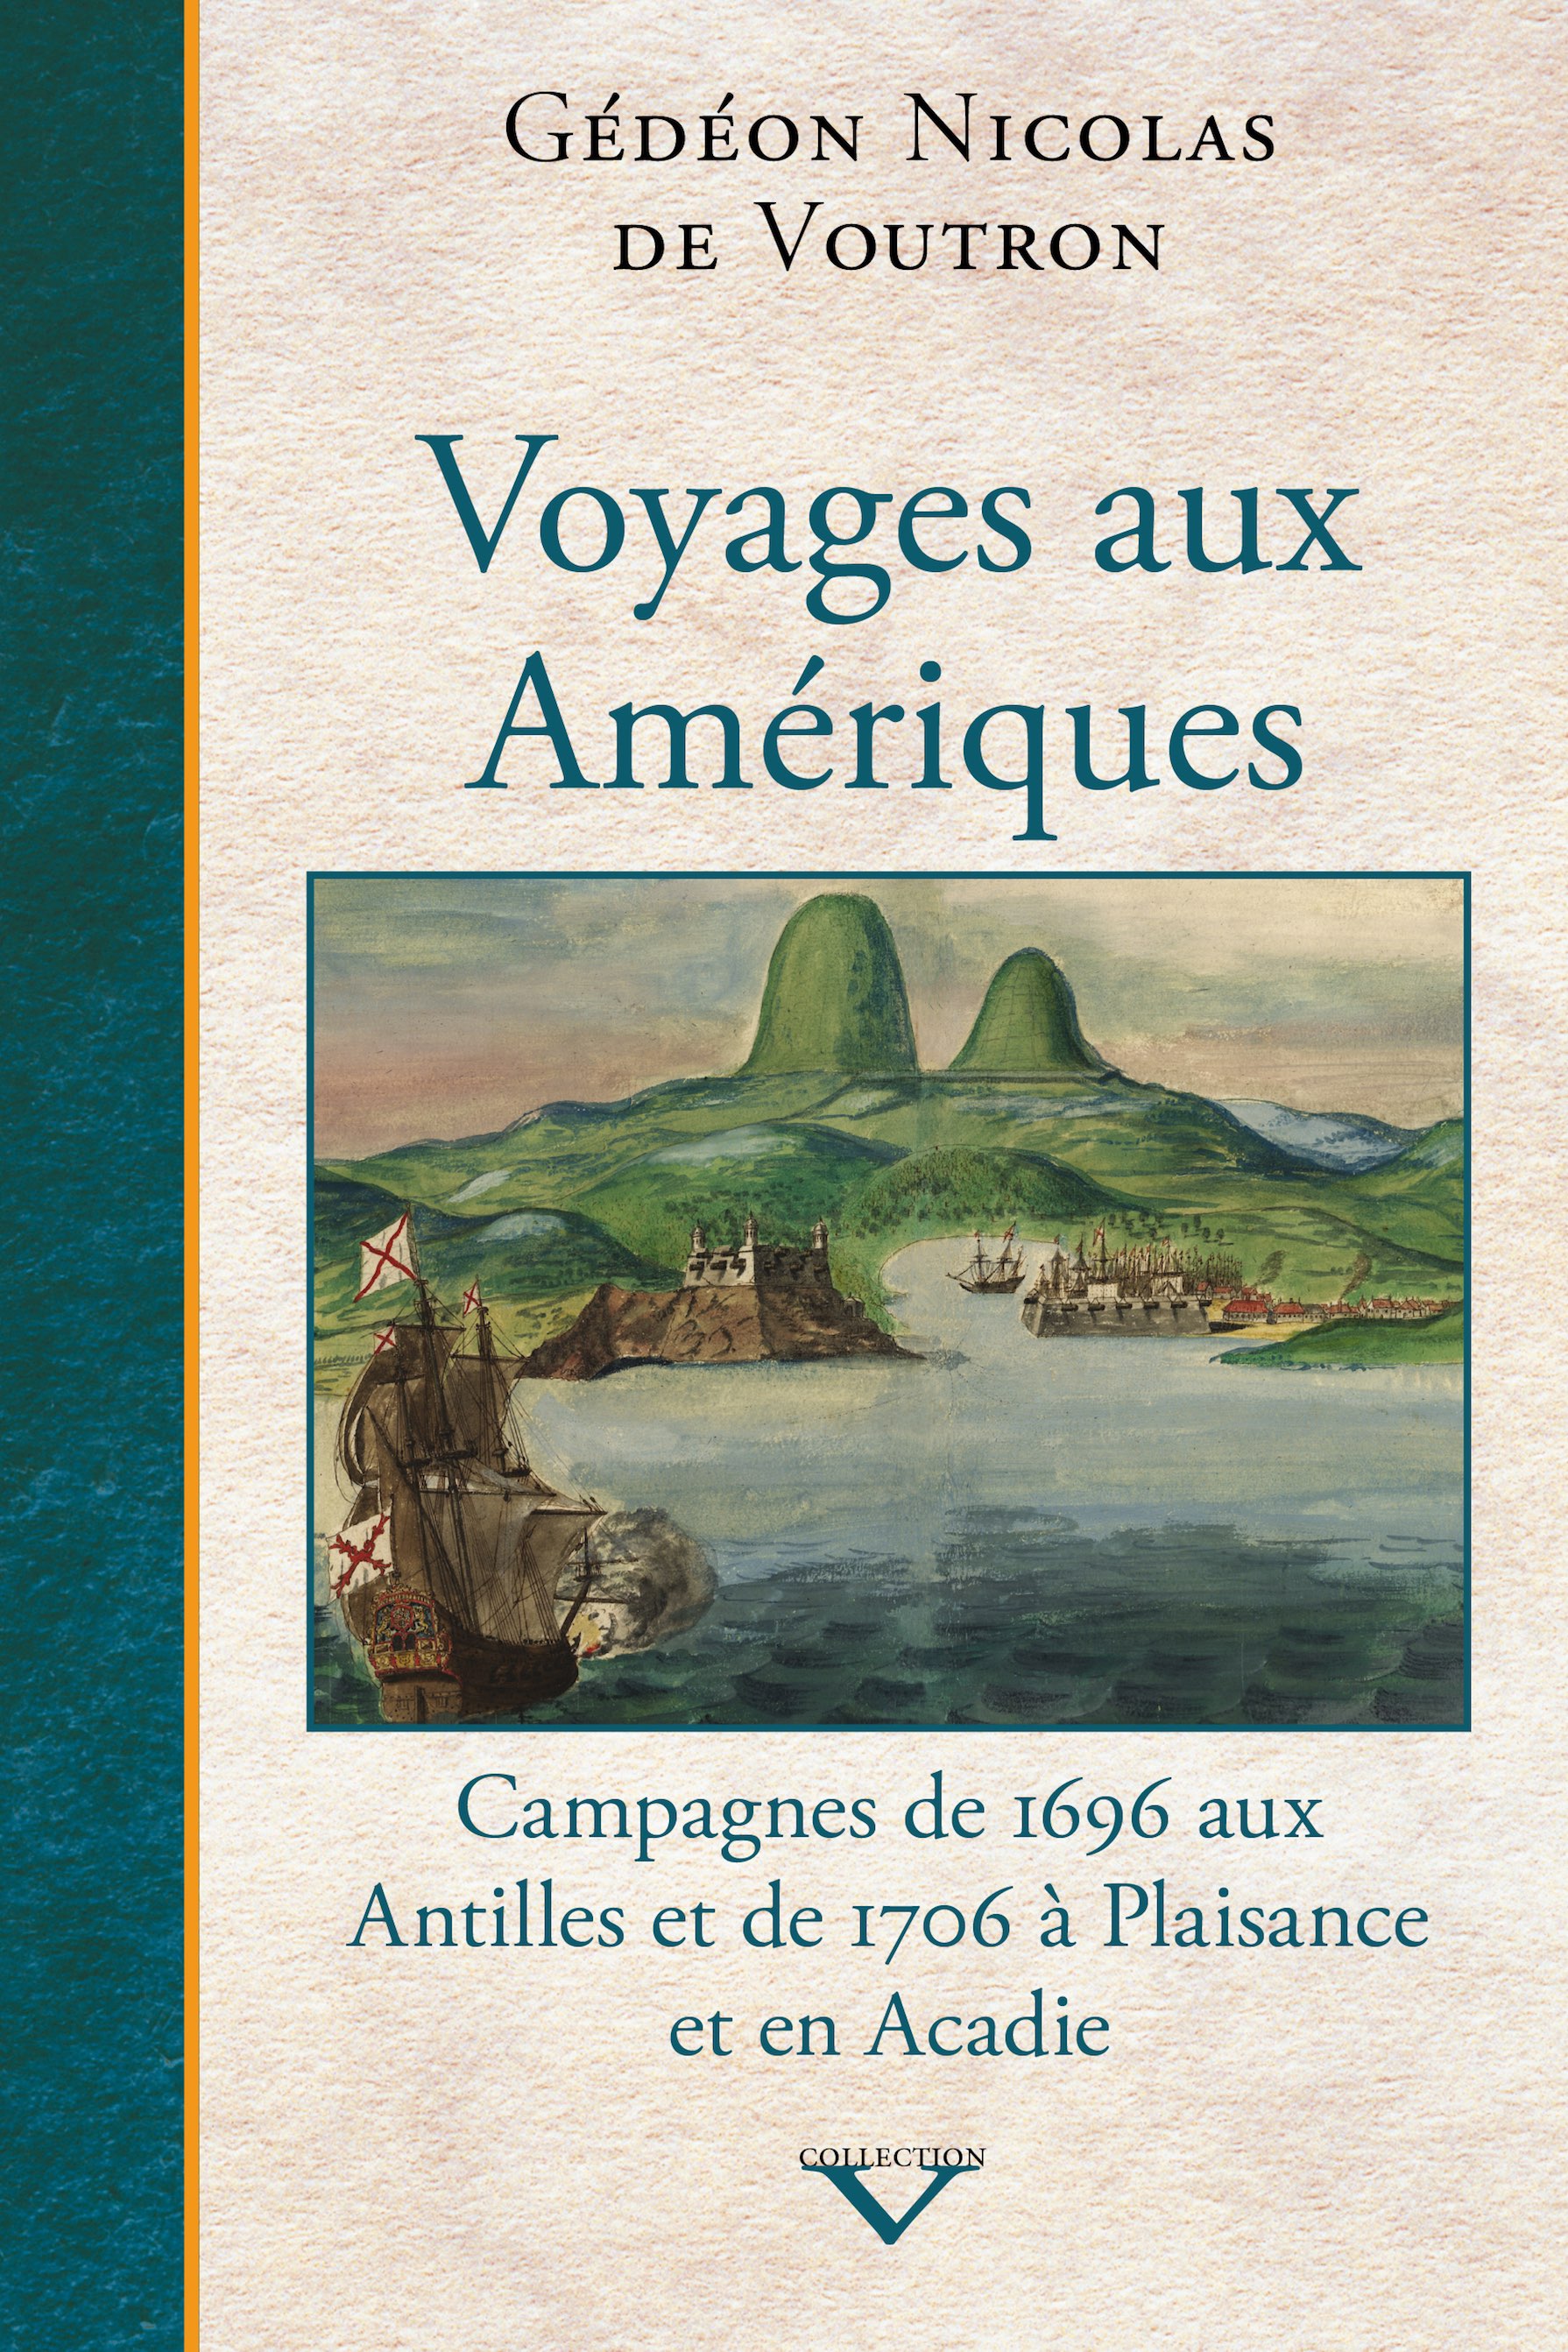 Gédéon Nicolas
de Voutron
Voyages aux
Amériques
Campagnes de 1696 aux
Antilles et de 1706 à Plaisance
et en Acadie
COLLECTION
V